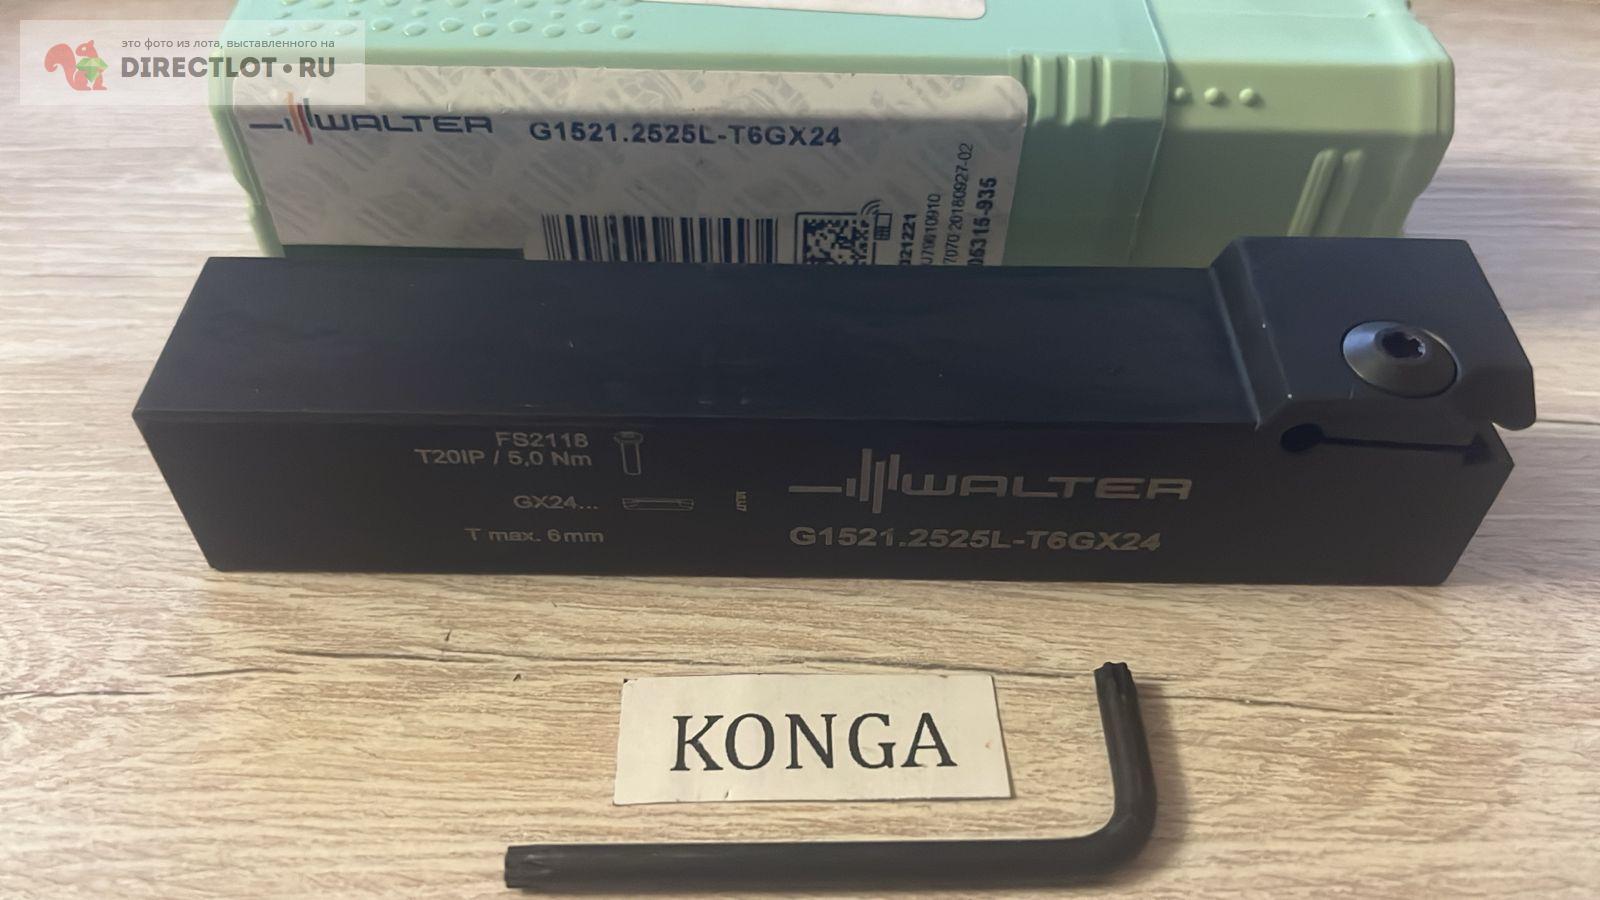 это фото из лота, выставленного на
DIRECTLOT.RU
WALTER G1521.2525L-T6GX24
FS2118
T20IP / 5,0 Nm
GX24...
T max. 6mm
WALTER
G1521.2525L-T6GX24
KONGA